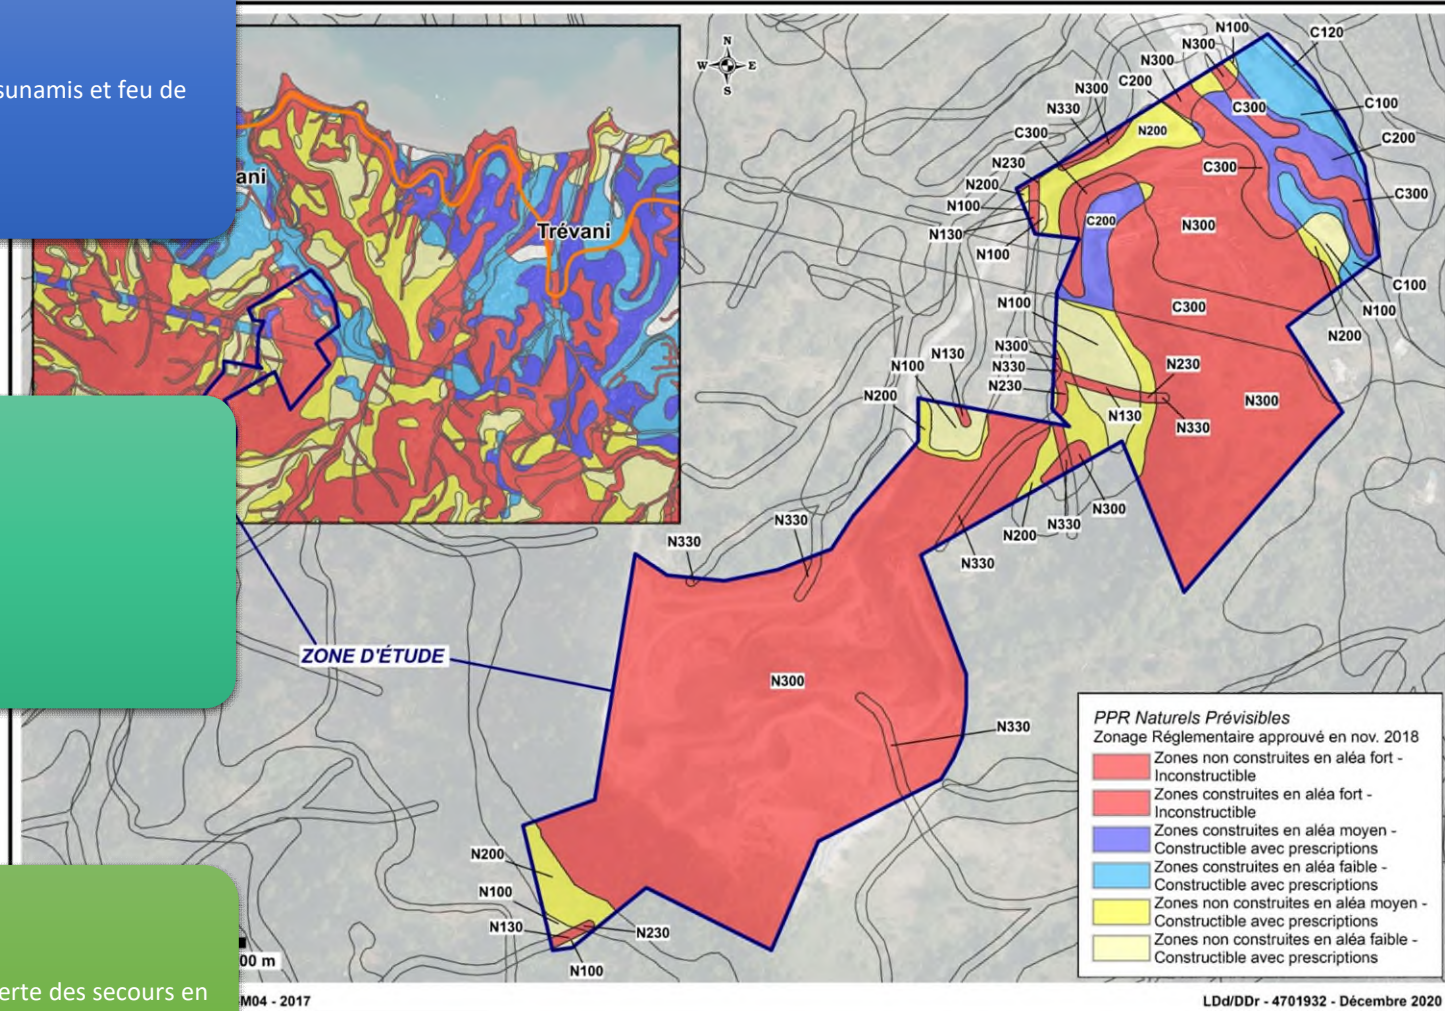 sunamis et feu de
erte des secours en
ani
Trévani
N
W
E
S
N100
C120
N300
N300
C200
N300
N330
C300
C100
N200
C300
C200
N230
C300
N200
C300
N100
C200
N300
N130
N100
C100
N100
C300
N100
N200
N300
N130
N330
N100
N230
N230
N200
N300
N130
N330
N300
N330
N200
N330
N330
N330
ZONE D'ÉTUDE
N300
N330
N200
N100
N130
N230
N100
PPR Naturels Prévisibles
Zonage Réglementaire approuvé en nov. 2018
Zones non construites en aléa fort -
Inconstructible
Zones construites en aléa fort -
Inconstructible
Zones construites en aléa moyen -
Constructible avec prescriptions
Zones construites en aléa faible -
Constructible avec prescriptions
Zones non construites en aléa moyen -
Constructible avec prescriptions
Zones non construites en aléa faible -
Constructible avec prescriptions
00 m
M04 - 2017
LDd/DDr - 4701932 - Décembre 2020